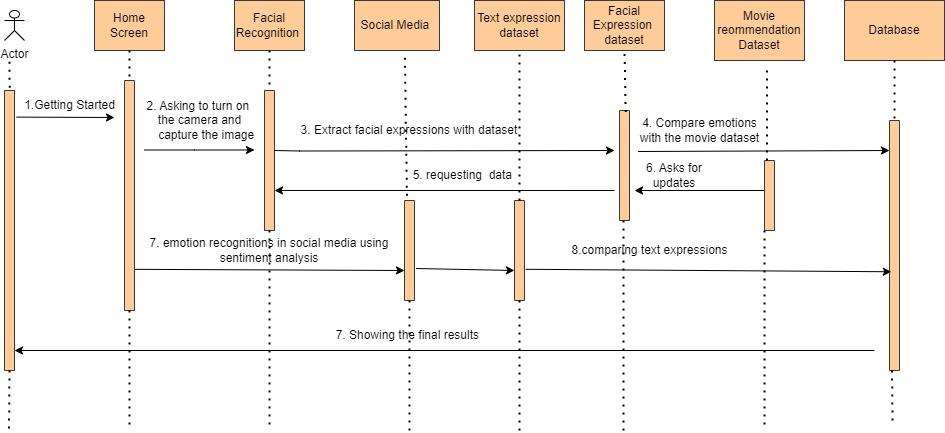 Actor
Home
Screen
Facial
Recognition
Social Media
Text expression
dataset
Facial
Expression
dataset
Movie
reommendation
Dataset
Database
1.Getting Started
2. Asking to turn on
the camera and
capture the image
3. Extract facial expressions with dataset
4. Compare emotions
with the movie dataset
5. requesting data
6. Asks for
updates
7. emotion recognitions in social media using
sentiment analysis
8.comparing text expressions
7. Showing the final results